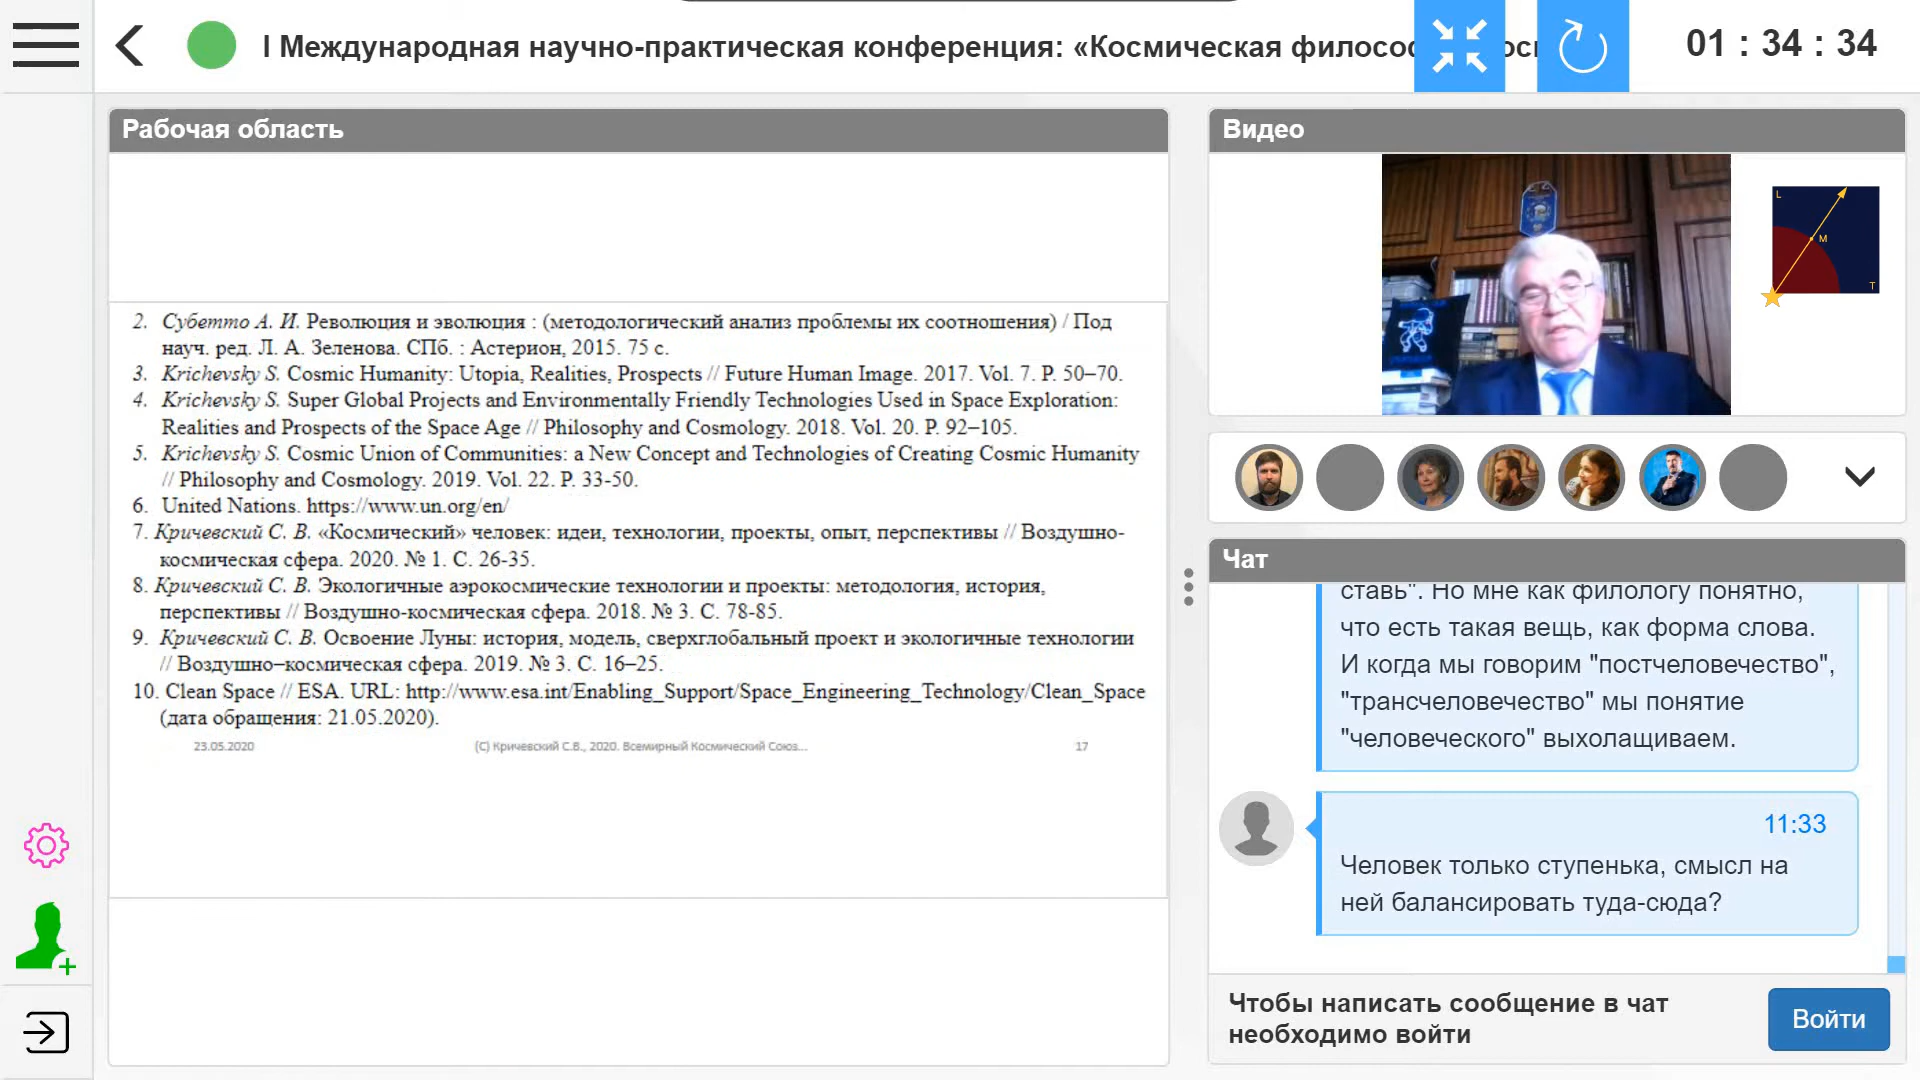 I Международная научно-практическая конференция: «Космическая филосо
01 : 34 : 34
Рабочая область
2. Субетто А. И. Революция и эволюция : (методологический анализ проблемы их соотношения) / Под
науч. ред. Л. А. Зеленова. СПб. : Астерион, 2015. 75 с.
3. Krichevsky S. Cosmic Humanity: Utopia, Realities, Prospects // Future Human Image. 2017. Vol. 7. P. 50–70.
4. Krichevsky S. Super Global Projects and Environmentally Friendly Technologies Used in Space Exploration:
Realities and Prospects of the Space Age // Philosophy and Cosmology. 2018. Vol. 20. P. 92–105.
5. Krichevsky S. Cosmic Union of Communities: a New Concept and Technologies of Creating Cosmic Humanity
// Philosophy and Cosmology. 2019. Vol. 22. P. 33-50.
6. United Nations. https://www.un.org/en/
7. Кричевский С. В. «Космический» человек: идеи, технологии, проекты, опыт, перспективы // Воздушно-
космическая сфера. 2020. № 1. С. 26-35.
8. Кричевский С. В. Экологичные аэрокосмические технологии и проекты: методология, история,
перспективы // Воздушно-космическая сфера. 2018. № 3. С. 78-85.
9. Кричевский С. В. Освоение Луны: история, модель, сверхглобальный проект и экологичные технологии
// Воздушно–космическая сфера. 2019. № 3. С. 16–25.
10. Clean Space // ESA. URL: http://www.esa.int/Enabling_Support/Space_Engineering_Technology/Clean_Space
(дата обращения: 21.05.2020).
23.05.2020
(C) Кричевский С.В., 2020. Всемирный Космический Союз...
17
Видео
L
M
T
Чат
ставь". Но мне как филологу понятно,
что есть такая вещь, как форма слова.
И когда мы говорим "постчеловечество",
"трансчеловечество" мы понятие
"человеческого" выхолащиваем.
11:33
Человек только ступенька, смысл на
ней балансировать туда-сюда?
Чтобы написать сообщение в чат
необходимо войти
Войти